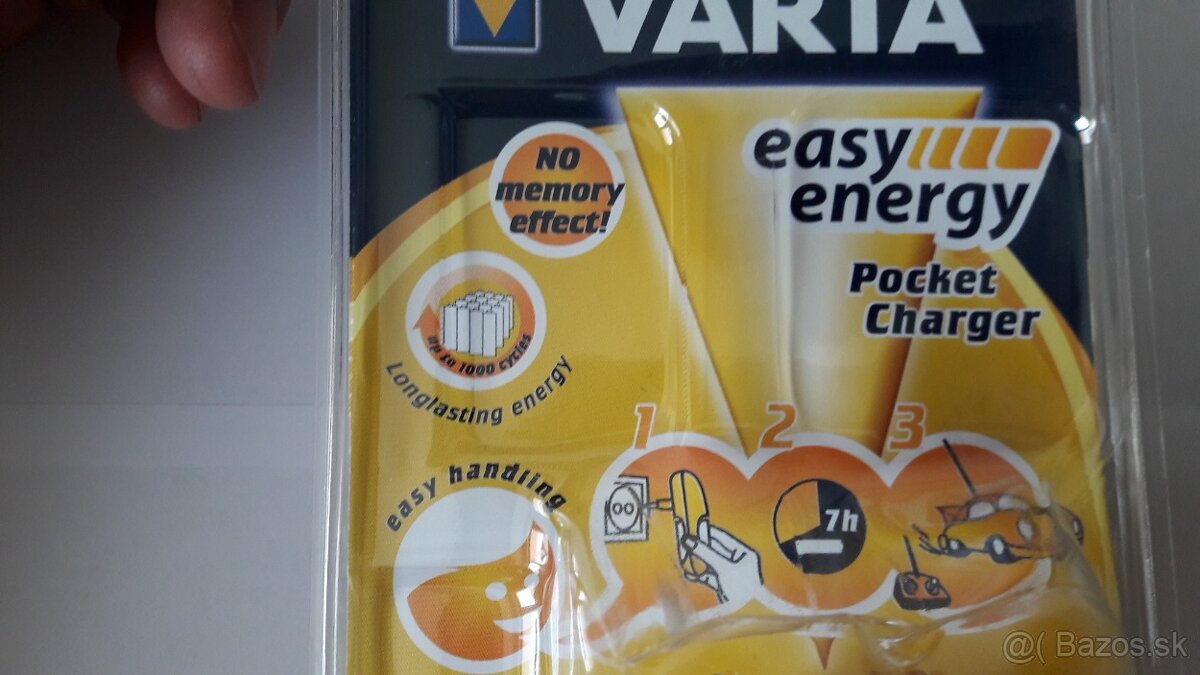 VARTA
easy
energy
Pocket
Charger
NO
memory
effect!
up to 1000 cycles
Longlasting energy
easy handling
1 2 3
7h
@( Bazos.sk